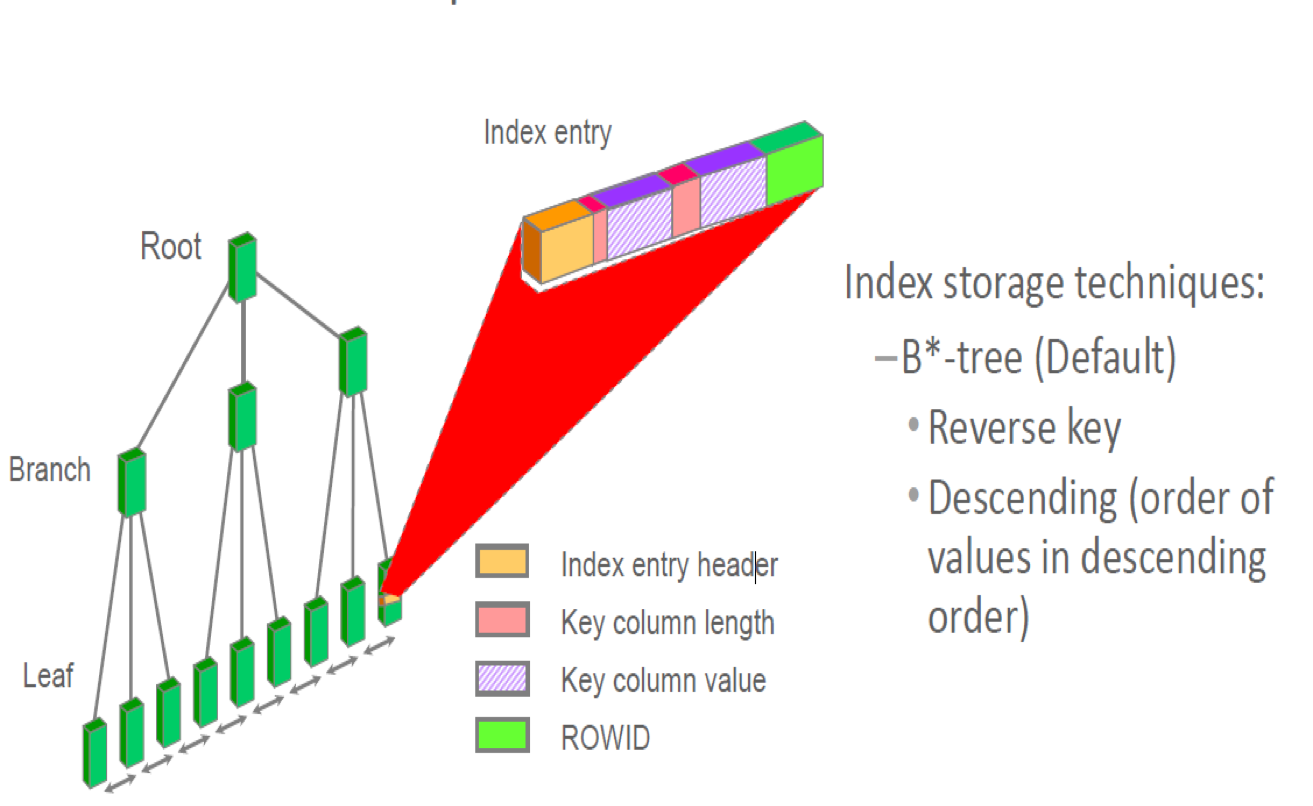 Index entry
Root
Branch
Leaf
Index entry header
Key column length
Key column value
ROWID
Index storage techniques:
–B*-tree (Default)
•Reverse key
•Descending (order of
values in descending
order)